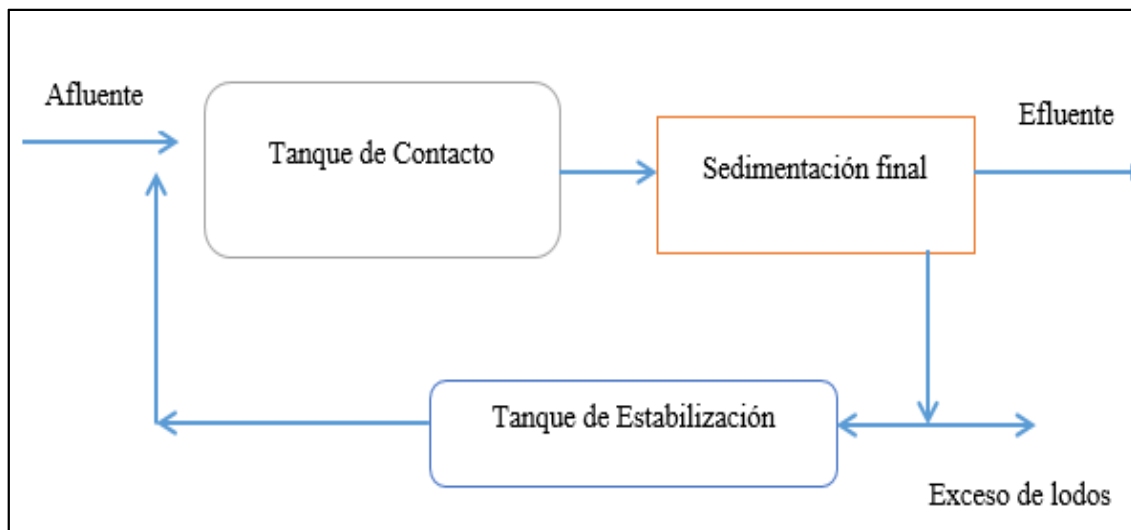 Afluente
Tanque de Contacto
Sedimentación final
Efluente
Tanque de Estabilización
Exceso de lodos